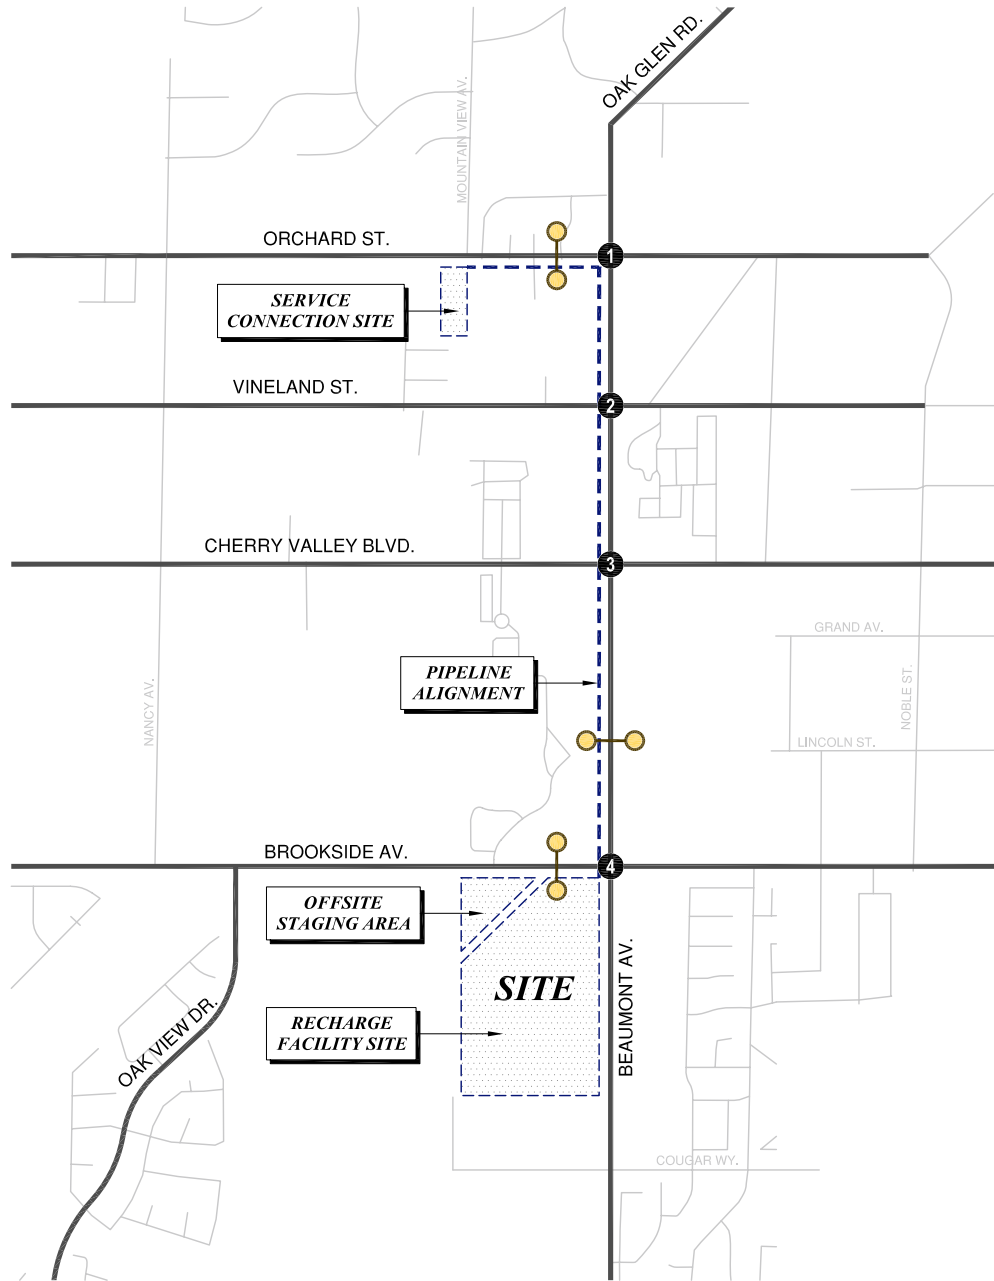 OAK GLEN RD.
MOUNTAIN VIEW AV.
ORCHARD ST.
1
SERVICE
CONNECTION SITE
VINELAND ST.
2
CHERRY VALLEY BLVD.
3
GRAND AV.
PIPELINE
ALIGNMENT
NANCY AV.
NOBLE ST.
LINCOLN ST.
BROOKSIDE AV.
4
OFFSITE
STAGING AREA
SITE
BEAUMONT AV.
RECHARGE
FACILITY SITE
OAK VIEW DR.
COUGAR WY.